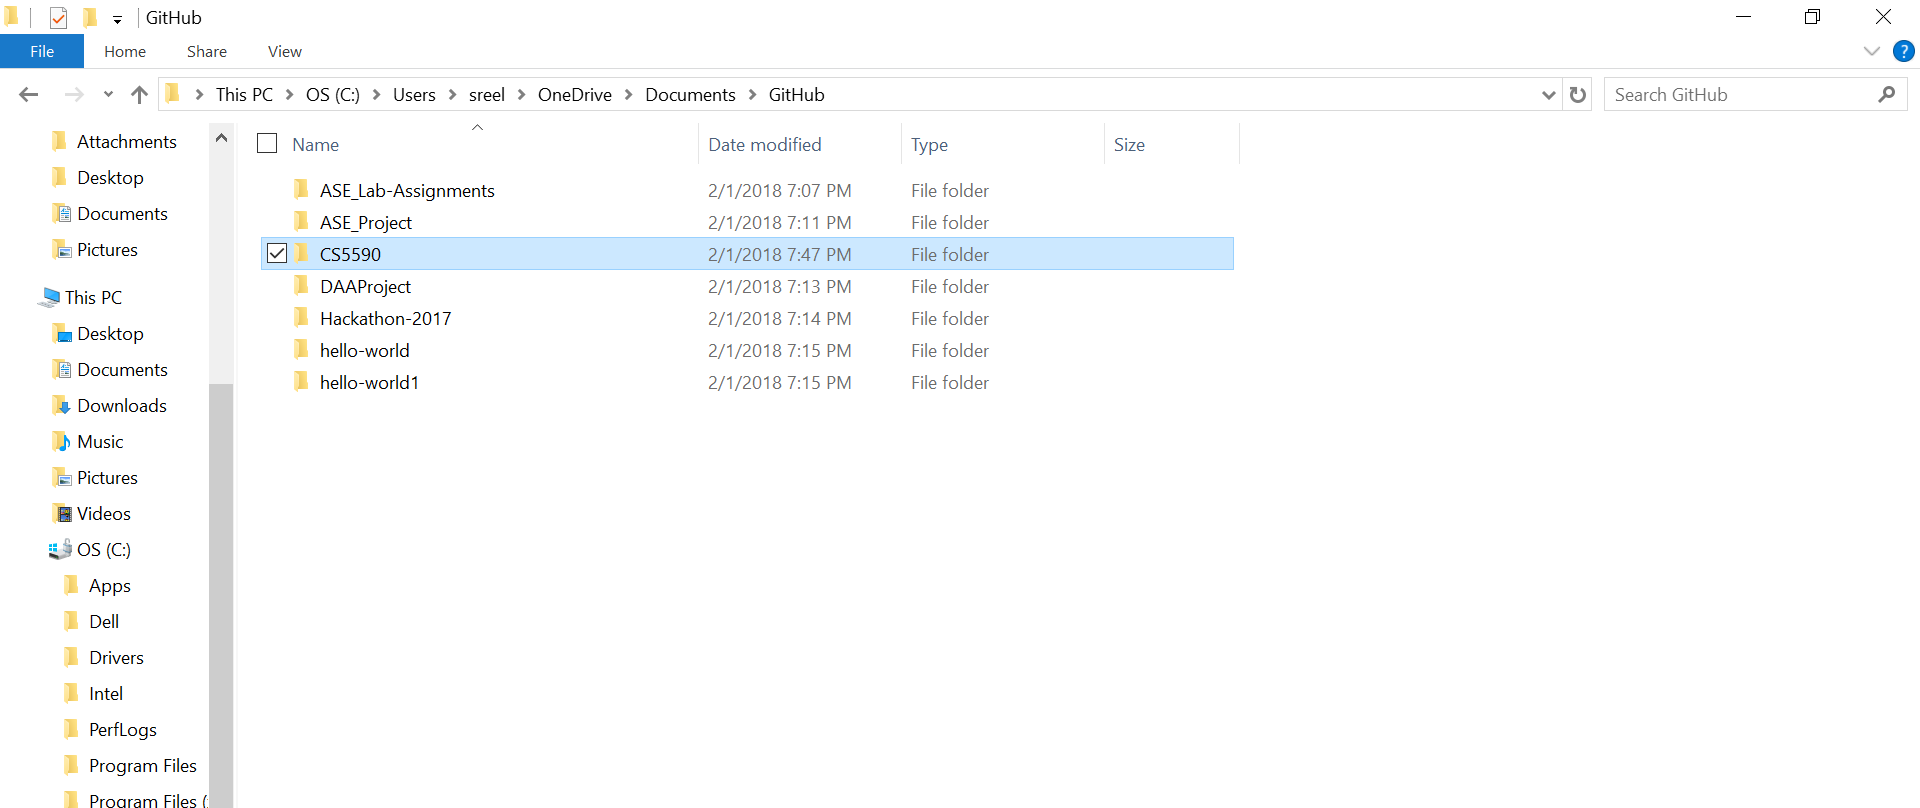 GitHub
File Home Share View ?
This PC OS (C:) Users sreel OneDrive Documents GitHub Search GitHub
Attachments
Desktop
Documents
Pictures
This PC
Desktop
Documents
Downloads
Music
Pictures
Videos
OS (C:)
Apps
Dell
Drivers
Intel
PerfLogs
Program Files
Program Files (
Name Date modified Type Size
ASE_Lab-Assignments 2/1/2018 7:07 PM File folder
ASE_Project 2/1/2018 7:11 PM File folder
CS5590 2/1/2018 7:47 PM File folder
DAAProject 2/1/2018 7:13 PM File folder
Hackathon-2017 2/1/2018 7:14 PM File folder
hello-world 2/1/2018 7:15 PM File folder
hello-world1 2/1/2018 7:15 PM File folder